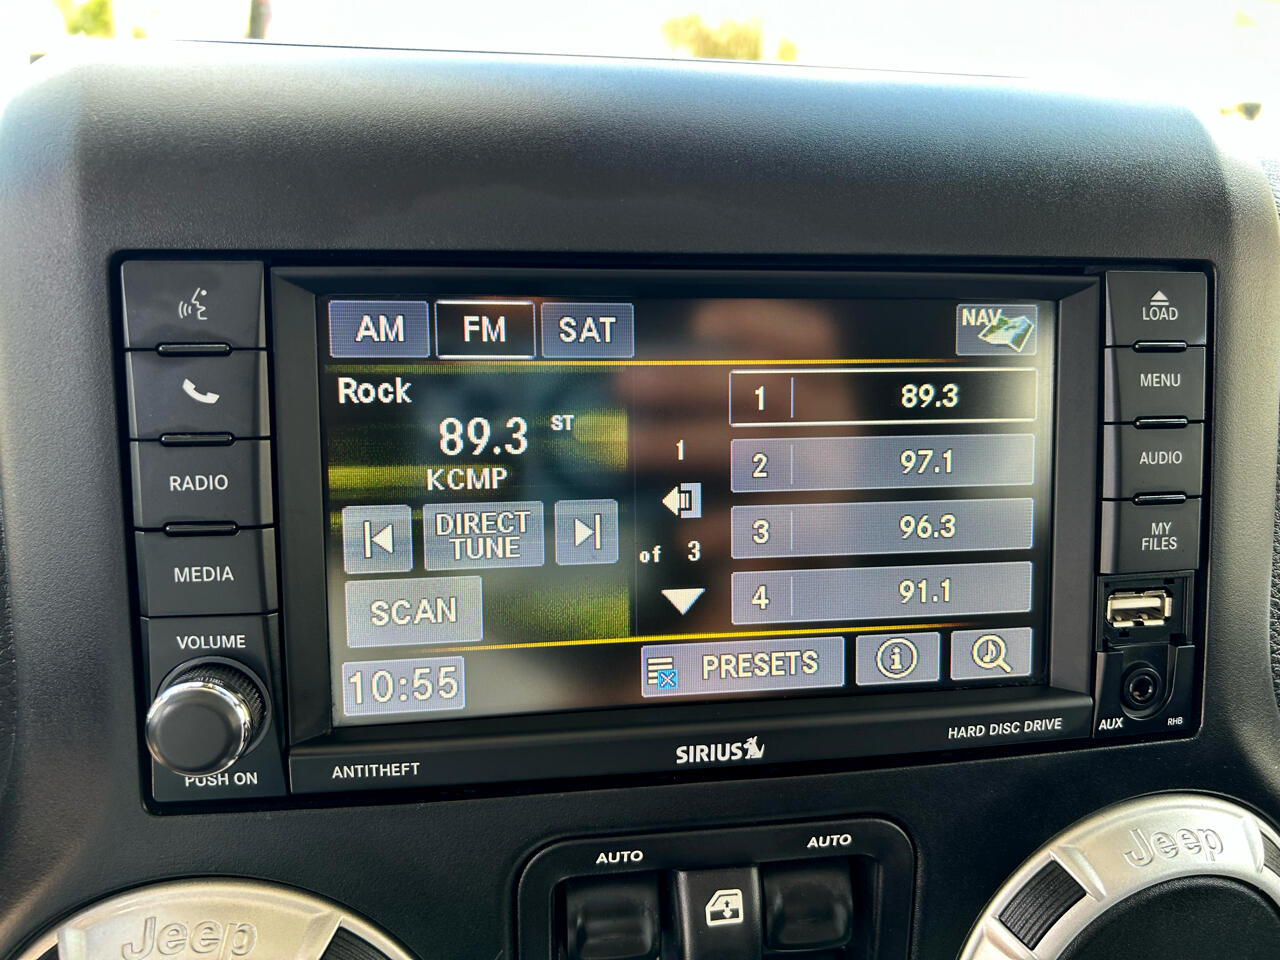 AM FM SAT NAV
Rock
89.3 ST
KCMP
DIRECT
TUNE
SCAN
10:55
1
of 3
1 89.3
2 97.1
3 96.3
4 91.1
PRESETS
RADIO
MEDIA
VOLUME
PUSH ON
LOAD
MENU
AUDIO
MY
FILES
AUX RHB
ANTITHEFT
SIRIUS
HARD DISC DRIVE
AUTO AUTO
Jeep
Jeep